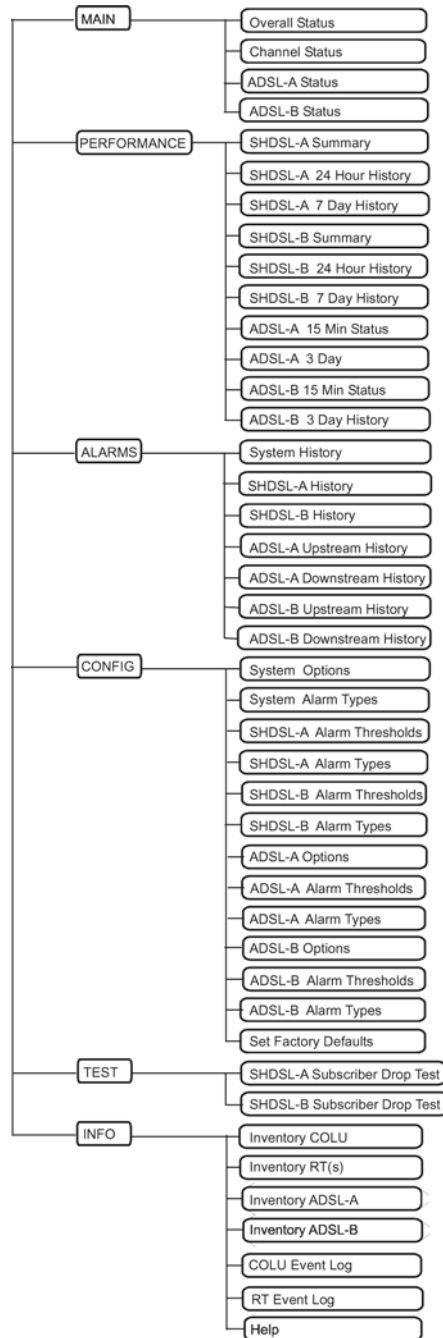 MAIN
Overall Status
Channel Status
ADSL-A Status
ADSL-B Status
PERFORMANCE
SHDSL-A Summary
SHDSL-A 24 Hour History
SHDSL-A 7 Day History
SHDSL-B Summary
SHDSL-B 24 Hour History
SHDSL-B 7 Day History
ADSL-A 15 Min Status
ADSL-A 3 Day
ADSL-B 15 Min Status
ADSL-B 3 Day History
ALARMS
System History
SHDSL-A History
SHDSL-B History
ADSL-A Upstream History
ADSL-A Downstream History
ADSL-B Upstream History
ADSL-B Downstream History
CONFIG
System Options
System Alarm Types
SHDSL-A Alarm Thresholds
SHDSL-A Alarm Types
SHDSL-B Alarm Thresholds
SHDSL-B Alarm Types
ADSL-A Options
ADSL-A Alarm Thresholds
ADSL-A Alarm Types
ADSL-B Options
ADSL-B Alarm Thresholds
ADSL-B Alarm Types
Set Factory Defaults
TEST
SHDSL-A Subscriber Drop Test
SHDSL-B Subscriber Drop Test
INFO
Inventory COLU
Inventory RT(s)
Inventory ADSL-A
Inventory ADSL-B
COLU Event Log
RT Event Log
Help